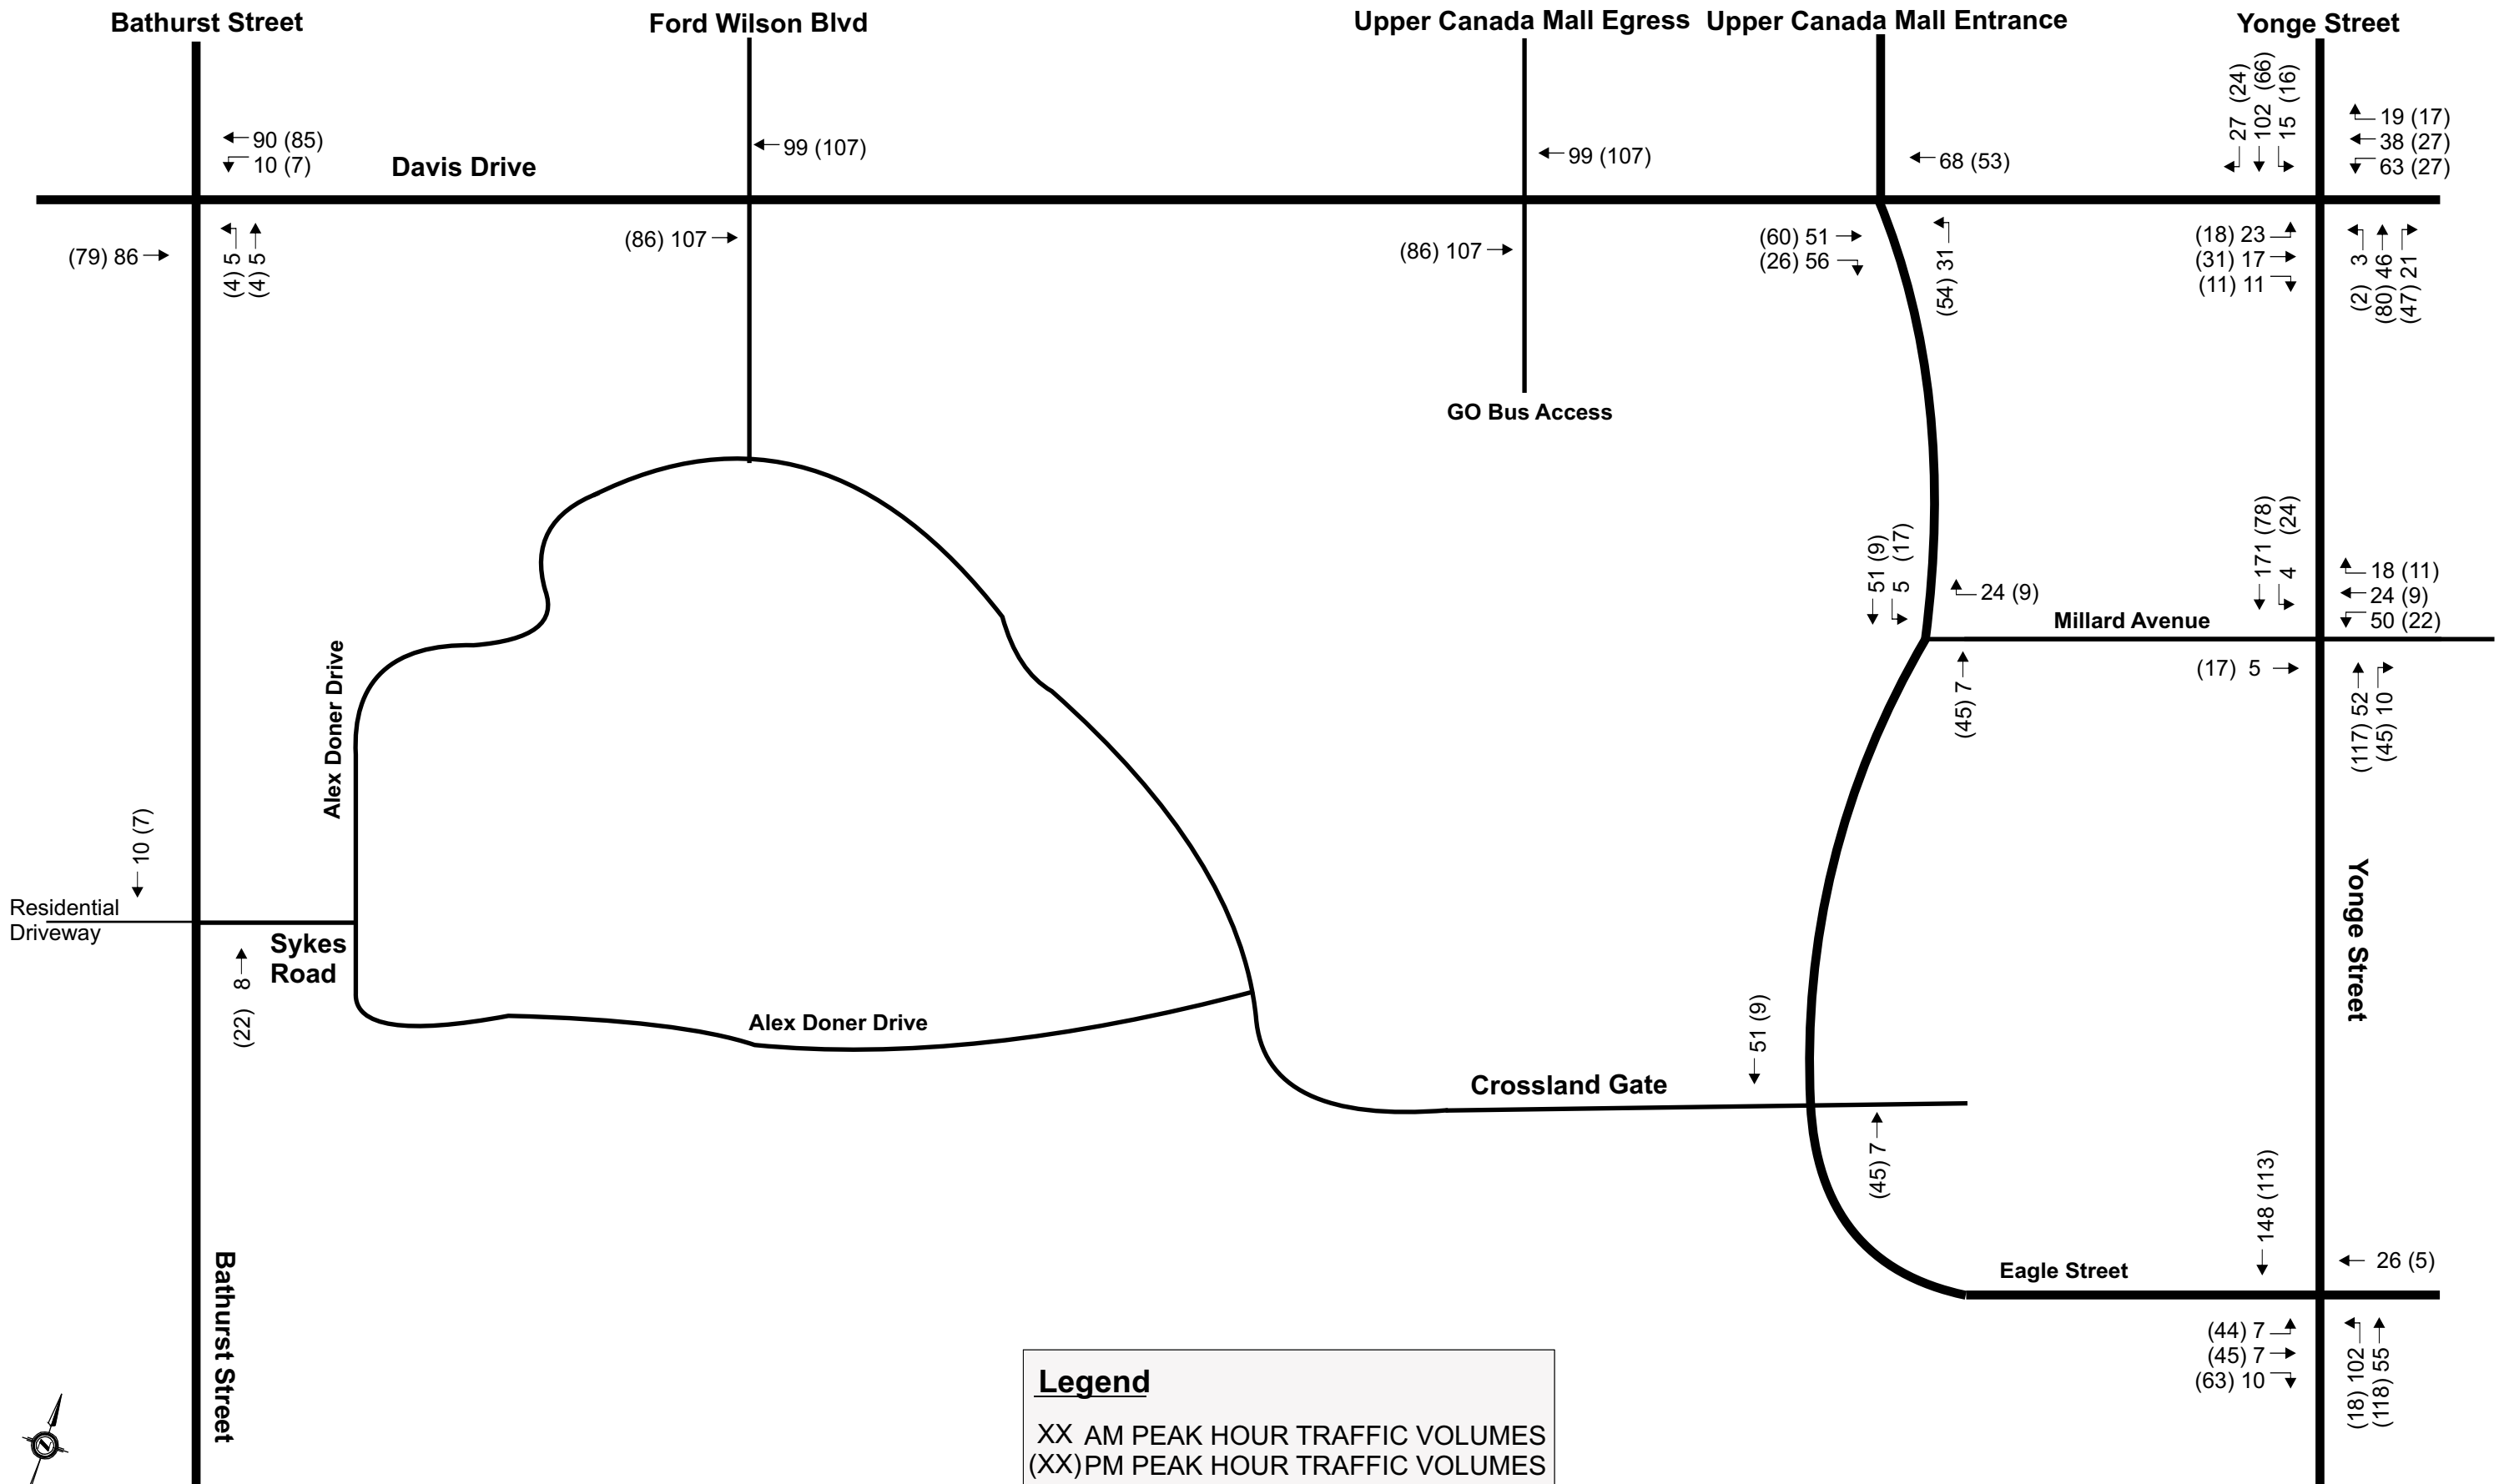 Bathurst Street
Ford Wilson Blvd
Upper Canada Mall Egress
Upper Canada Mall Entrance
Yonge Street
90 (85)
10 (7)
Davis Drive
99 (107)
99 (107)
68 (53)
27 (24)
102 (66)
15 (16)
19 (17)
38 (27)
63 (27)
(79) 86
(4) 5
(4) 5
(86) 107
(86) 107
(60) 51
(26) 56
(54) 31
(18) 23
(31) 17
(11) 11
(2) 3
(80) 46
(47) 21
GO Bus Access
51 (9)
5 (17)
24 (9)
Millard Avenue
171 (78)
4 (24)
18 (11)
24 (9)
50 (22)
(45) 7
(17) 5
(117) 52
(45) 10
Alex Doner Drive
10 (7)
Residential
Driveway
Sykes
Road
(22) 8
Alex Doner Drive
Crossland Gate
51 (9)
(45) 7
Yonge Street
148 (113)
Eagle Street
26 (5)
(44) 7
(45) 7
(63) 10
(18) 102
(118) 55
Bathurst Street
Z
Legend
XX AM PEAK HOUR TRAFFIC VOLUMES
(XX) PM PEAK HOUR TRAFFIC VOLUMES